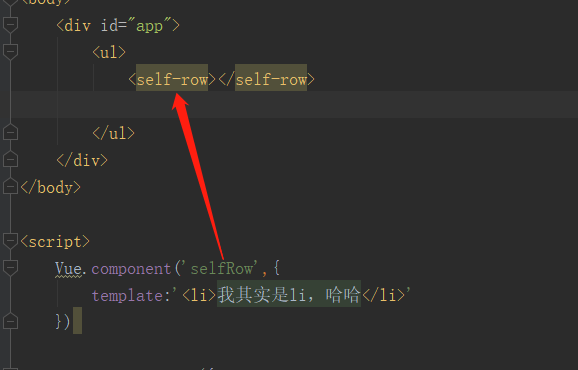 <body>
<div id="app">
<ul>
<self-row></self-row>
</ul>
</div>
</body>
<script>
Vue.component('selfRow',{
template:'<li>我其实是li，哈哈</li>'
})